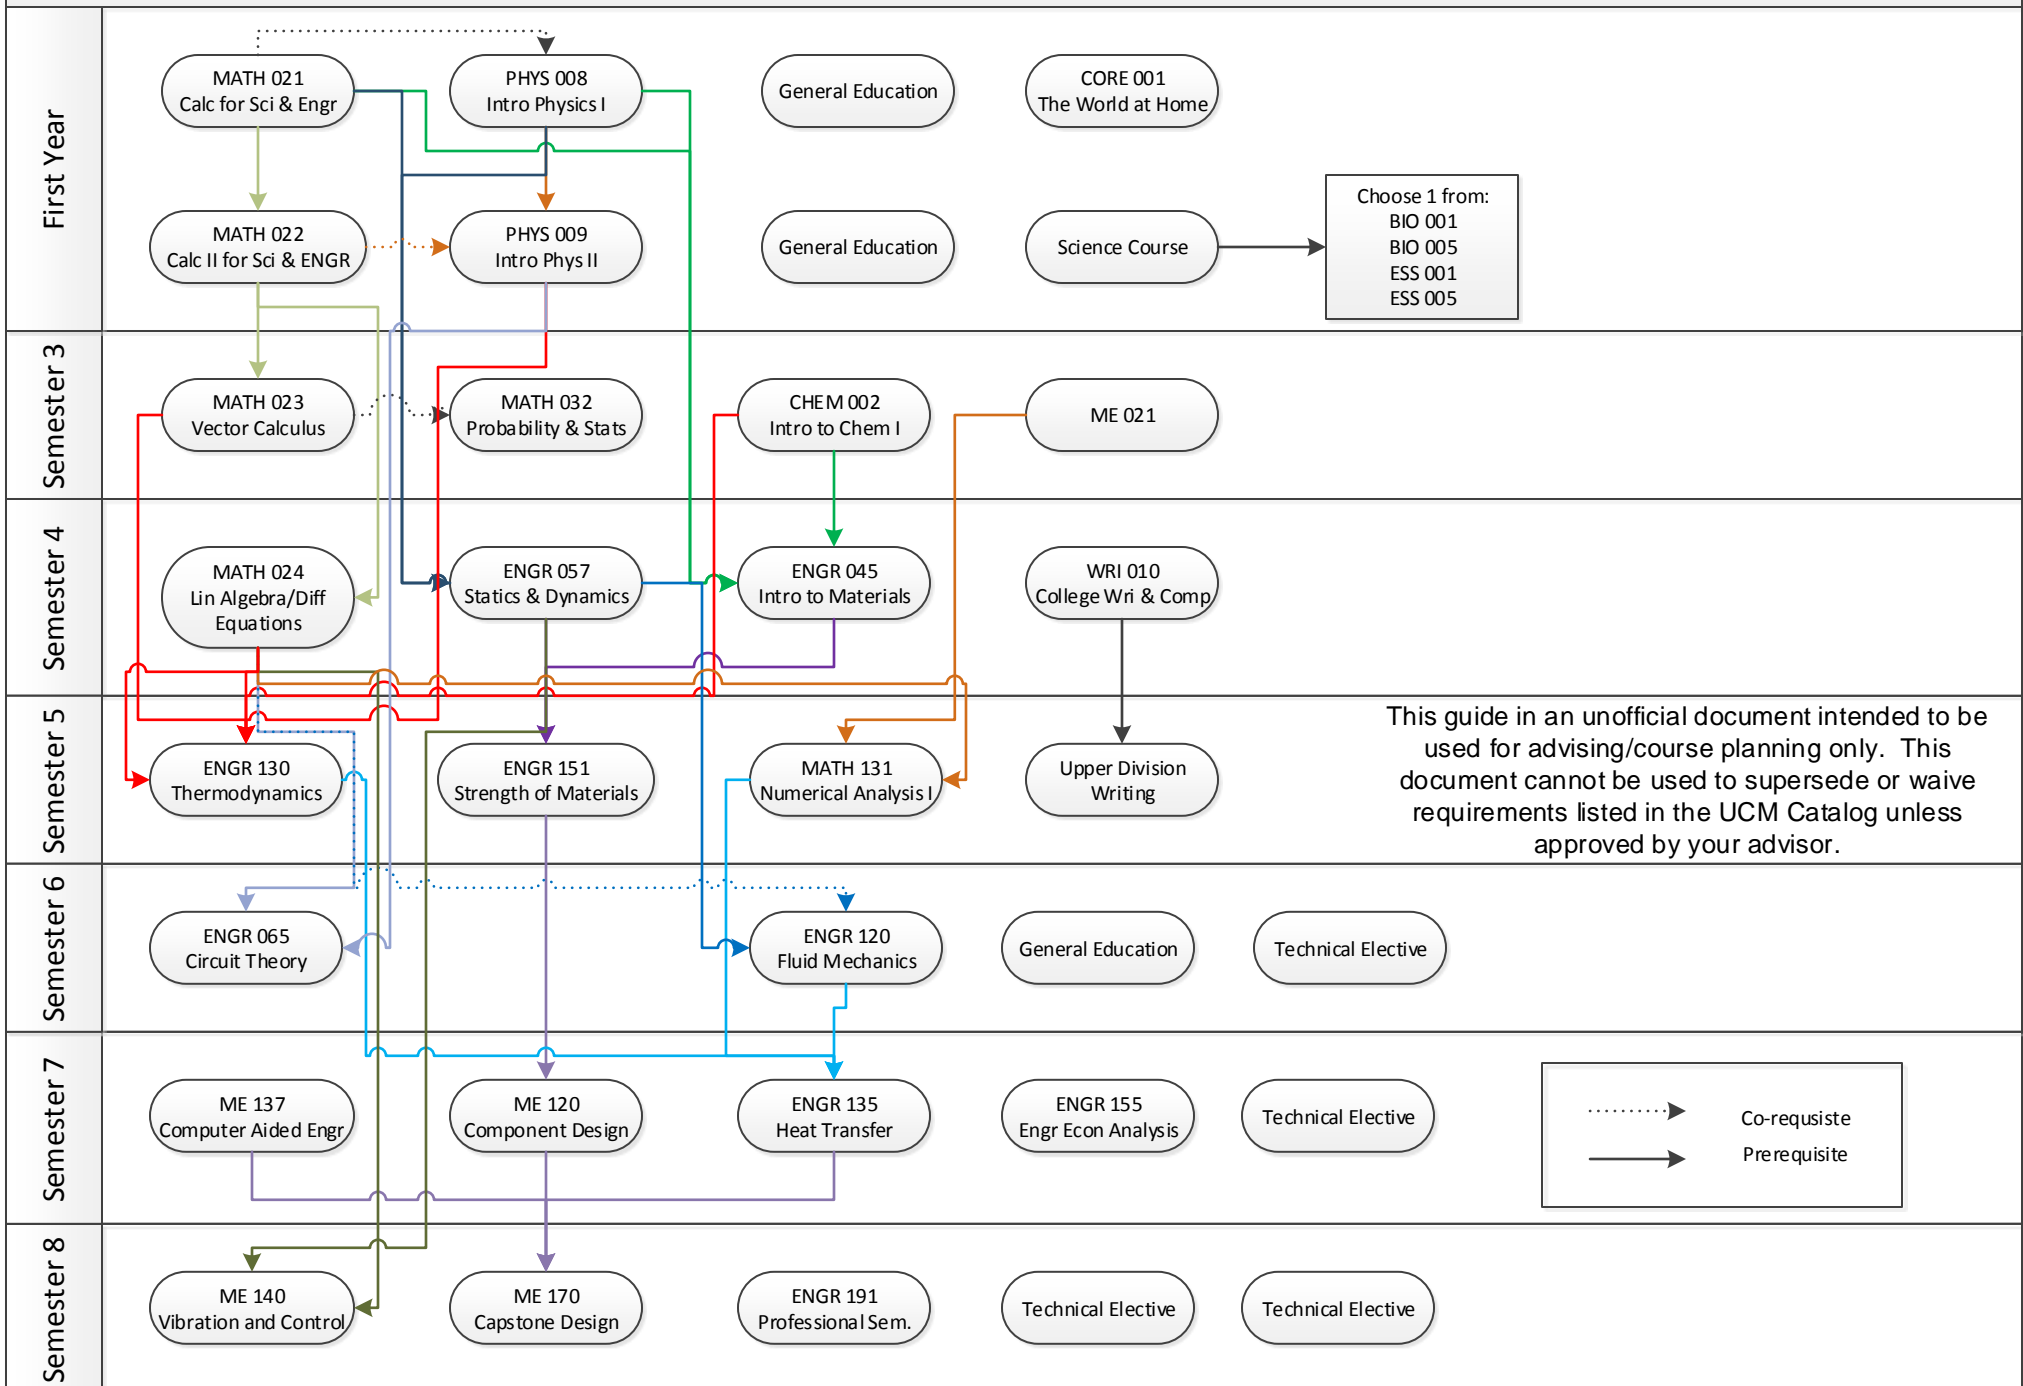 First Year
MATH 021
Calc for Sci & Engr
PHYS 008
Intro Physics I
General Education
CORE 001
The World at Home
MATH 022
Calc II for Sci & ENGR
PHYS 009
Intro Phys II
General Education
Science Course
Choose 1 from:
BIO 001
BIO 005
ESS 001
ESS 005
Semester 3
MATH 023
Vector Calculus
MATH 032
Probability & Stats
CHEM 002
Intro to Chem I
ME 021
Semester 4
MATH 024
Lin Algebra/Diff
Equations
ENGR 057
Statics & Dynamics
ENGR 045
Intro to Materials
WRI 010
College Wri & Comp
Semester 5
ENGR 130
Thermodynamics
ENGR 151
Strength of Materials
MATH 131
Numerical Analysis I
Upper Division
Writing
This guide in an unofficial document intended to be
used for advising/course planning only. This
document cannot be used to supersede or waive
requirements listed in the UCM Catalog unless
approved by your advisor.
Semester 6
ENGR 065
Circuit Theory
ENGR 120
Fluid Mechanics
General Education
Technical Elective
Semester 7
ME 137
Computer Aided Engr
ME 120
Component Design
ENGR 135
Heat Transfer
ENGR 155
Engr Econ Analysis
Technical Elective
Co-requsiste
Prerequisite
Semester 8
ME 140
Vibration and Control
ME 170
Capstone Design
ENGR 191
Professional Sem.
Technical Elective
Technical Elective